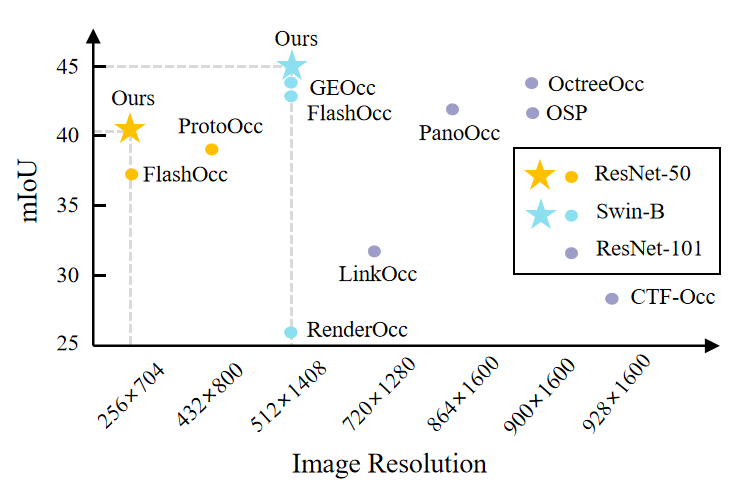 Ours
45
GEOcc
OctreeOcc
FlashOcc
OSP
Ours
ProtoOcc
PanoOcc
40
FlashOcc
ResNet-50
mIoU
35
Swin-B
ResNet-101
30
LinkOcc
CTF-Occ
RenderOcc
25
256×704
432×800
512×1408
720×1280
864×1600
900×1600
928×1600
Image Resolution